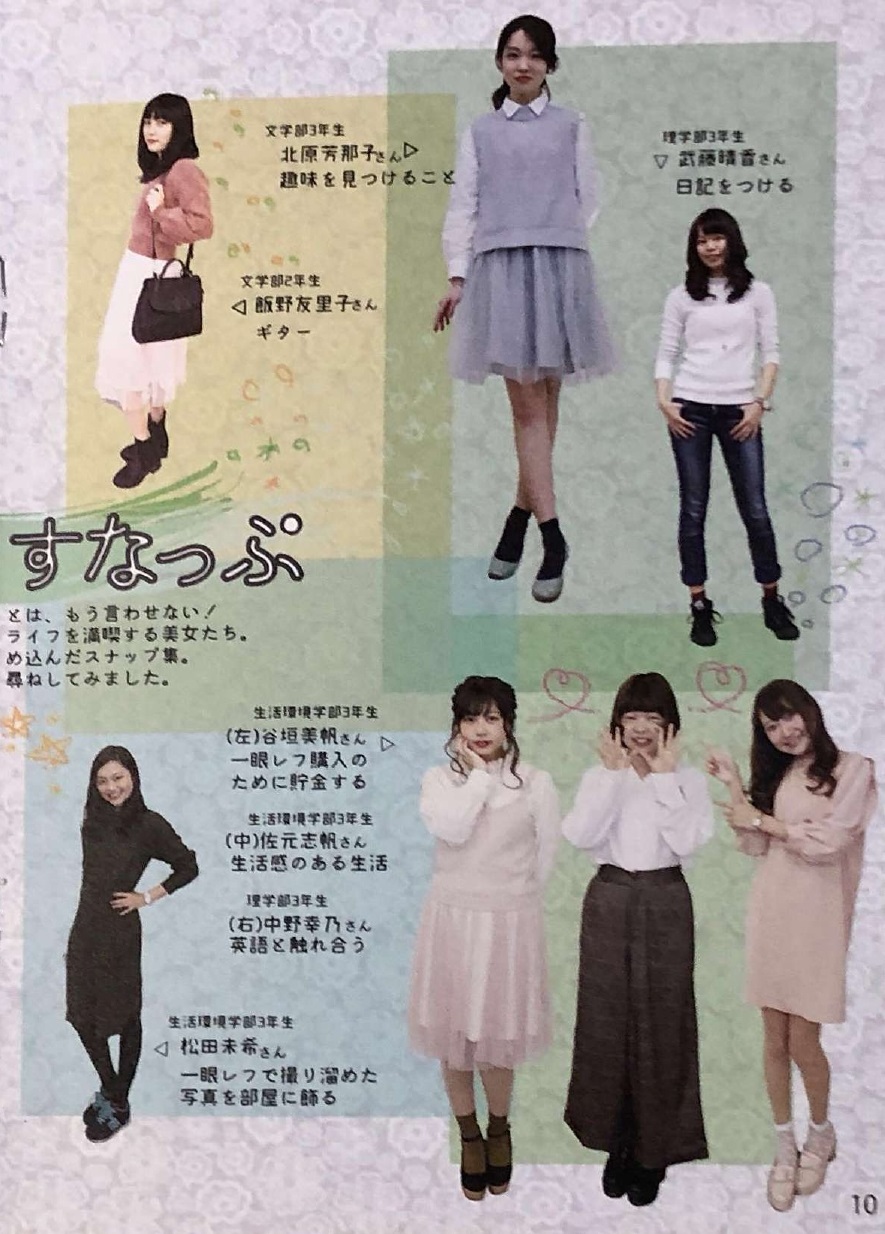 文学部3年生
北原芳那子さん▷
趣味を見つけること
理学部3年生
▽ 武藤晴香さん
日記をつける
文学部2年生
◁ 飯野友里子さん
ギター
すなっぷ
とは、もう言わせない!
ライフを満喫する美女たち。
め込んだスナップ集。
尋ねしてみました。
生活環境学部3年生
(左)谷垣美帆さん ▷
一眼レフ購入の
ために貯金する
生活環境学部3年生
(中)佐元志帆さん
生活感のある生活
理学部3年生
(右)中野幸乃さん
英語と触れ合う
生活環境学部3年生
◁ 松田未希さん
一眼レフで撮り溜めた
写真を部屋に飾る
10